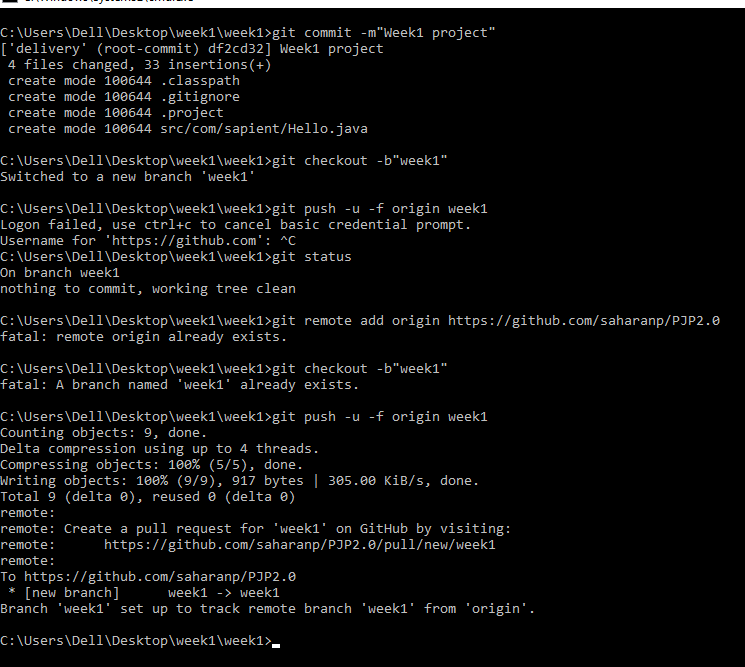 C:\Users\Dell\Desktop\week1\week1>git commit -m"Week1 project"
['delivery' (root-commit) df2cd32] Week1 project
 4 files changed, 33 insertions(+)
 create mode 100644 .classpath
 create mode 100644 .gitignore
 create mode 100644 .project
 create mode 100644 src/com/sapient/Hello.java
C:\Users\Dell\Desktop\week1\week1>git checkout -b"week1"
Switched to a new branch 'week1'
C:\Users\Dell\Desktop\week1\week1>git push -u -f origin week1
Logon failed, use ctrl+c to cancel basic credential prompt.
Username for 'https://github.com': ^C
C:\Users\Dell\Desktop\week1\week1>git status
On branch week1
nothing to commit, working tree clean
C:\Users\Dell\Desktop\week1\week1>git remote add origin https://github.com/saharanp/PJP2.0
fatal: remote origin already exists.
C:\Users\Dell\Desktop\week1\week1>git checkout -b"week1"
fatal: A branch named 'week1' already exists.
C:\Users\Dell\Desktop\week1\week1>git push -u -f origin week1
Counting objects: 9, done.
Delta compression using up to 4 threads.
Compressing objects: 100% (5/5), done.
Writing objects: 100% (9/9), 917 bytes | 305.00 KiB/s, done.
Total 9 (delta 0), reused 0 (delta 0)
remote:
remote: Create a pull request for 'week1' on GitHub by visiting:
remote:      https://github.com/saharanp/PJP2.0/pull/new/week1
remote:
To https://github.com/saharanp/PJP2.0
 * [new branch]      week1 -> week1
Branch 'week1' set up to track remote branch 'week1' from 'origin'.
C:\Users\Dell\Desktop\week1\week1>